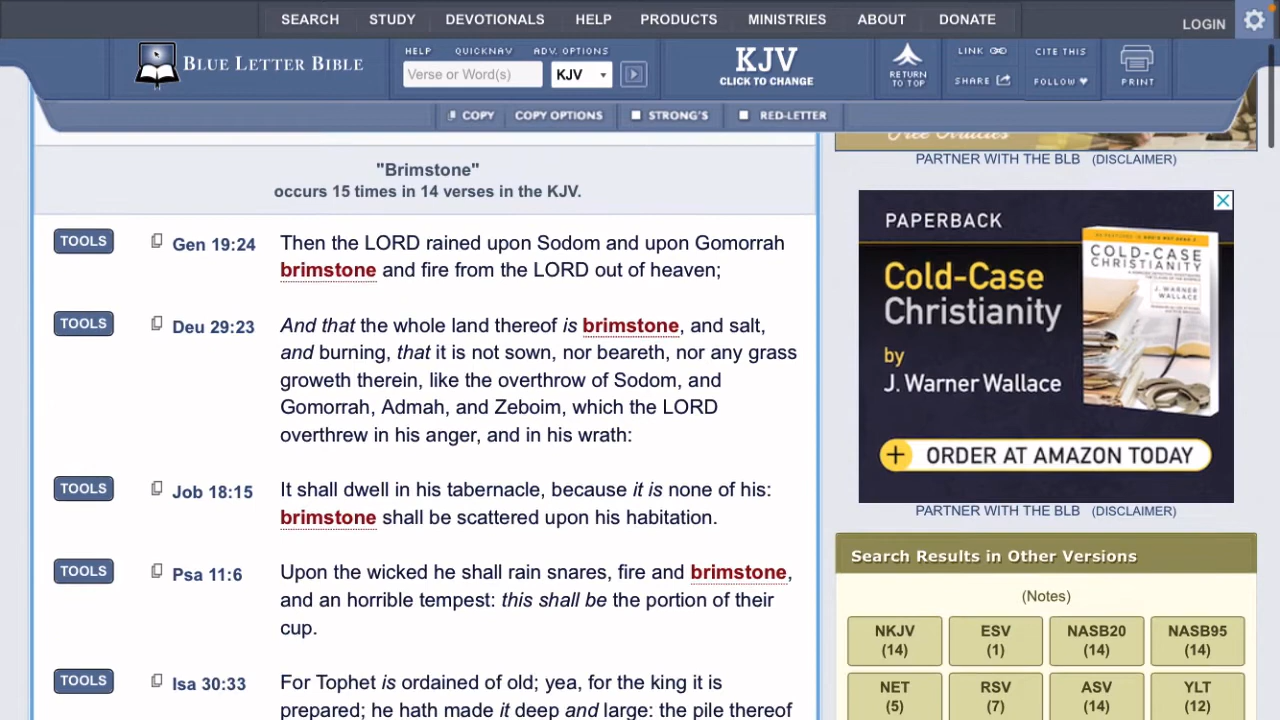 SEARCH STUDY DEVOTIONALS HELP PRODUCTS MINISTRIES ABOUT DONATE
LOGIN
BLUE LETTER BIBLE
HELP QUICKNAV ADV. OPTIONS
Verse or Word(s) KJV
KJV
CLICK TO CHANGE
RETURN
TO TOP
LINK
SHARE
CITE THIS
FOLLOW
PRINT
COPY COPY OPTIONS STRONG'S RED-LETTER
"Brimstone"
occurs 15 times in 14 verses in the KJV.
TOOLS Gen 19:24 Then the LORD rained upon Sodom and upon Gomorrah
brimstone and fire from the LORD out of heaven;
TOOLS Deu 29:23 And that the whole land thereof is brimstone, and salt,
and burning, that it is not sown, nor beareth, nor any grass
groweth therein, like the overthrow of Sodom, and
Gomorrah, Admah, and Zeboim, which the LORD
overthrew in his anger, and in his wrath:
TOOLS Job 18:15 It shall dwell in his tabernacle, because it is none of his:
brimstone shall be scattered upon his habitation.
TOOLS Psa 11:6 Upon the wicked he shall rain snares, fire and brimstone,
and an horrible tempest: this shall be the portion of their
cup.
TOOLS Isa 30:33 For Tophet is ordained of old; yea, for the king it is
prepared; he hath made it deep and large: the pile thereof
PARTNER WITH THE BLB (DISCLAIMER)
PAPERBACK
Cold-Case
Christianity
by
J. Warner Wallace
COLD-CASE
CHRISTIANITY
J. WARNER
WALLACE
+ ORDER AT AMAZON TODAY
PARTNER WITH THE BLB (DISCLAIMER)
Search Results in Other Versions
(Notes)
NKJV ESV NASB20 NASB95
(14) (1) (14) (14)
NET RSV ASV YLT
(5) (7) (14) (12)